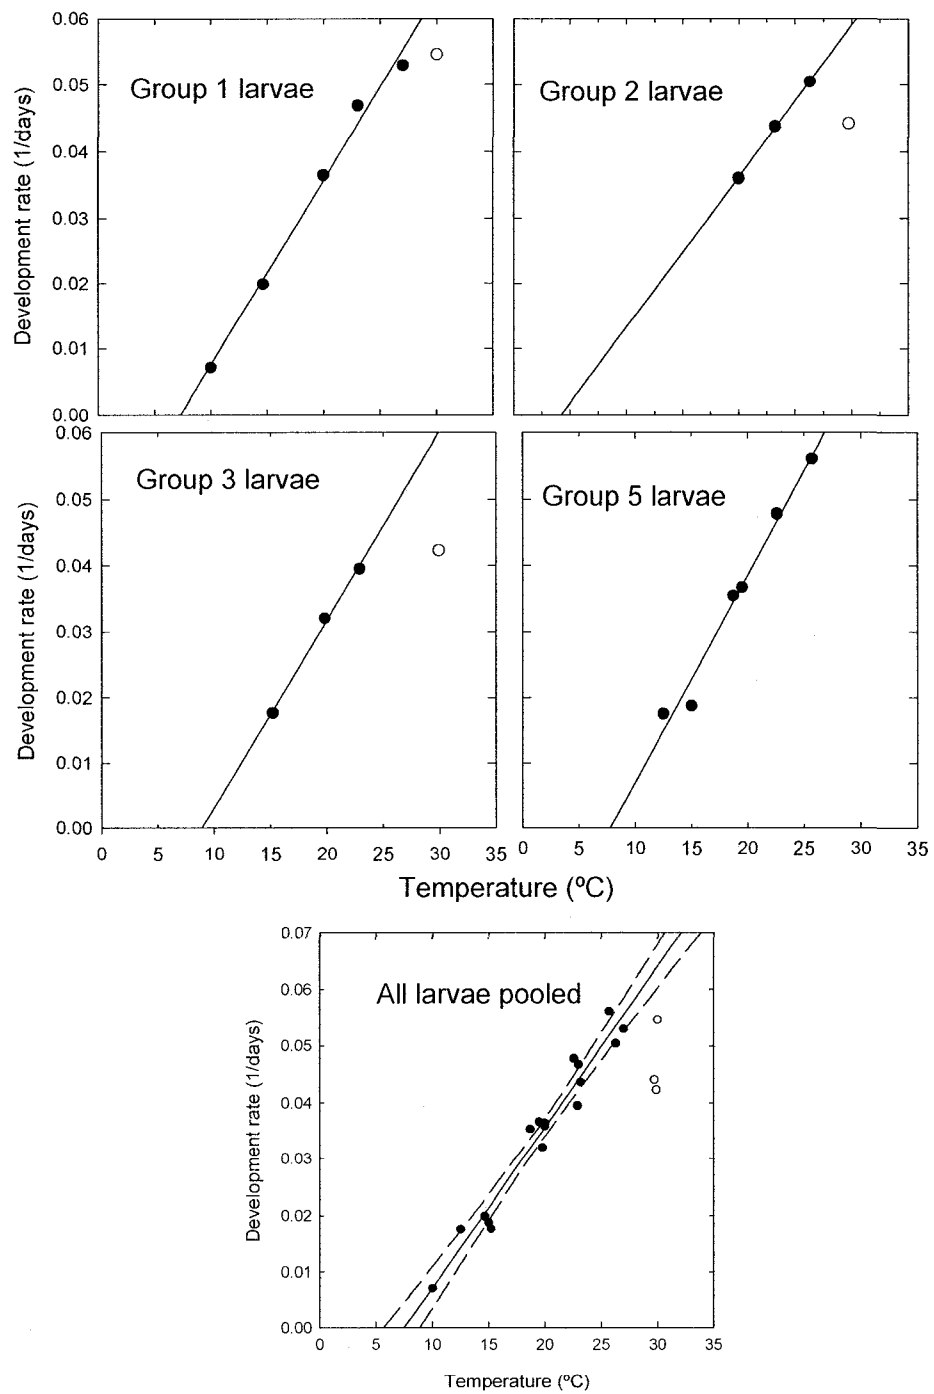 0.06
0.05
0.04
0.03
0.02
0.01
0.00
Development rate (1/days)
Group 1 larvae
Group 2 larvae
0.06
0.05
0.04
0.03
0.02
0.01
0.00
Development rate (1/days)
Group 3 larvae
Group 5 larvae
0 5 10 15 20 25 30 35
0 5 10 15 20 25 30 35
Temperature (ºC)
0.07
0.06
0.05
0.04
0.03
0.02
0.01
0.00
Development rate (1/days)
All larvae pooled
0 5 10 15 20 25 30 35
Temperature (ºC)